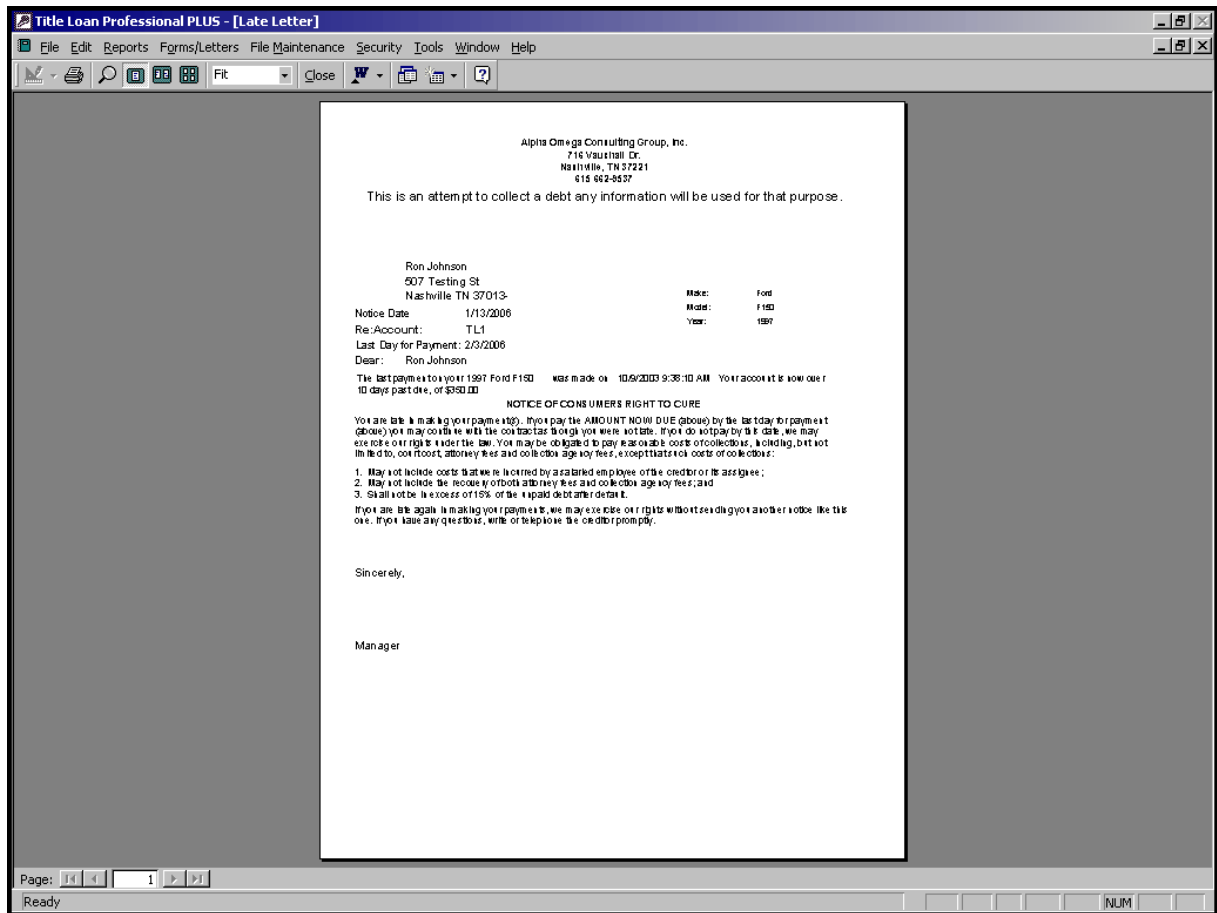 Title Loan Professional PLUS - [Late Letter]
File Edit Reports Forms/Letters File Maintenance Security Tools Window Help
Fit Close
Alpha Omega Consulting Group, Inc.
716 Vauxhall Dr.
Nashville, TN 37221
615 662-9537
This is an attempt to collect a debt any information will be used for that purpose.
Ron Johnson
507 Testing St
Nashville TN 37013-
Make: Ford
Model: F150
Year: 1997
Notice Date 1/13/2006
Re:Account: TL1
Last Day for Payment: 2/3/2006
Dear: Ron Johnson
The last payment on your 1997 Ford F150 was made on 10/9/2003 9:38:10 AM Your account is now over
10 days past due, of $350.00
NOTICE OF CONSUMERS RIGHT TO CURE
You are late in making your payment(s). If you pay the AMOUNT NOW DUE (above) by the last day for payment
(above) you may continue with the contract as though you were not late. If you do not pay by this date, we may
exercise our rights under the law. You may be obligated to pay reasonable costs of collections, including, but not
limited to, court cost, attorney fees and collection agency fees, except that such costs of collections:
1. May not include costs that were incurred by a salaried employee of the creditor or its assignee;
2. May not include the recovery of both attorney fees and collection agency fees; and
3. Shall not be in excess of 15% of the unpaid debt after default.
If you are late again in making your payments, we may exercise our rights without sending you another notice like this
one. If you have any questions, write or telephone the creditor promptly.
Sincerely,
Manager
Page: 1
Ready NUM